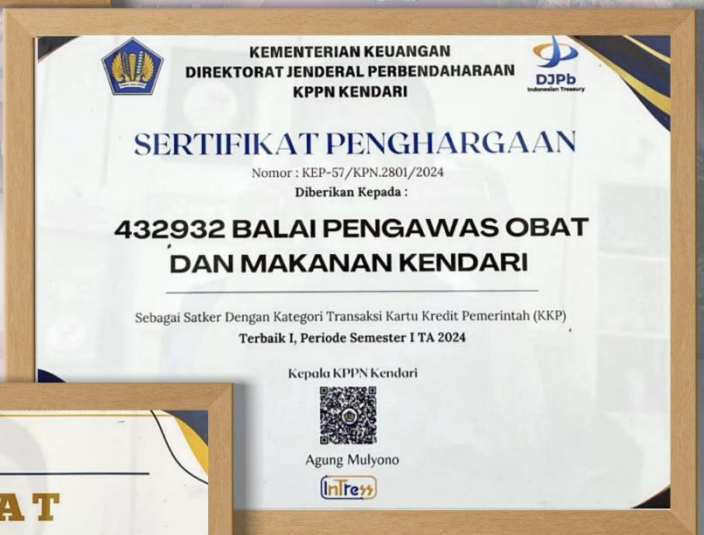 KEMENTERIAN KEUANGAN
DIREKTORAT JENDERAL PERBENDAHARAAN
KPPN KENDARI
DJPb
Indonesian Treasury
SERTIFIKAT PENGHARGAAN
Nomor : KEP-57/KPN.2801/2024
Diberikan Kepada :
432932 BALAI PENGAWAS OBAT
DAN MAKANAN KENDARI
Sebagai Satker Dengan Kategori Transaksi Kartu Kredit Pemerintah (KKP)
Terbaik I, Periode Semester I TA 2024
Kepala KPPN Kendari
Agung Mulyono
InTress
AT